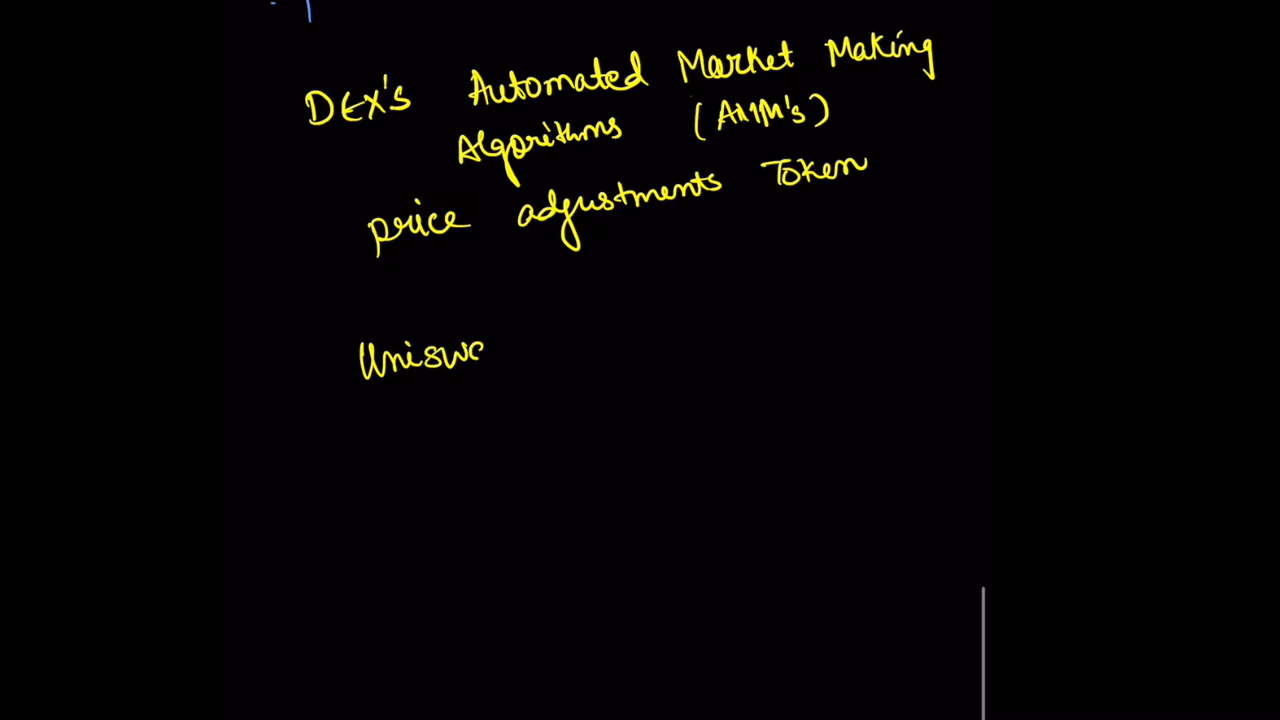 DEX's Automated Market Making
Algorithms (AMM's)
price adjustments Token
Uniswa